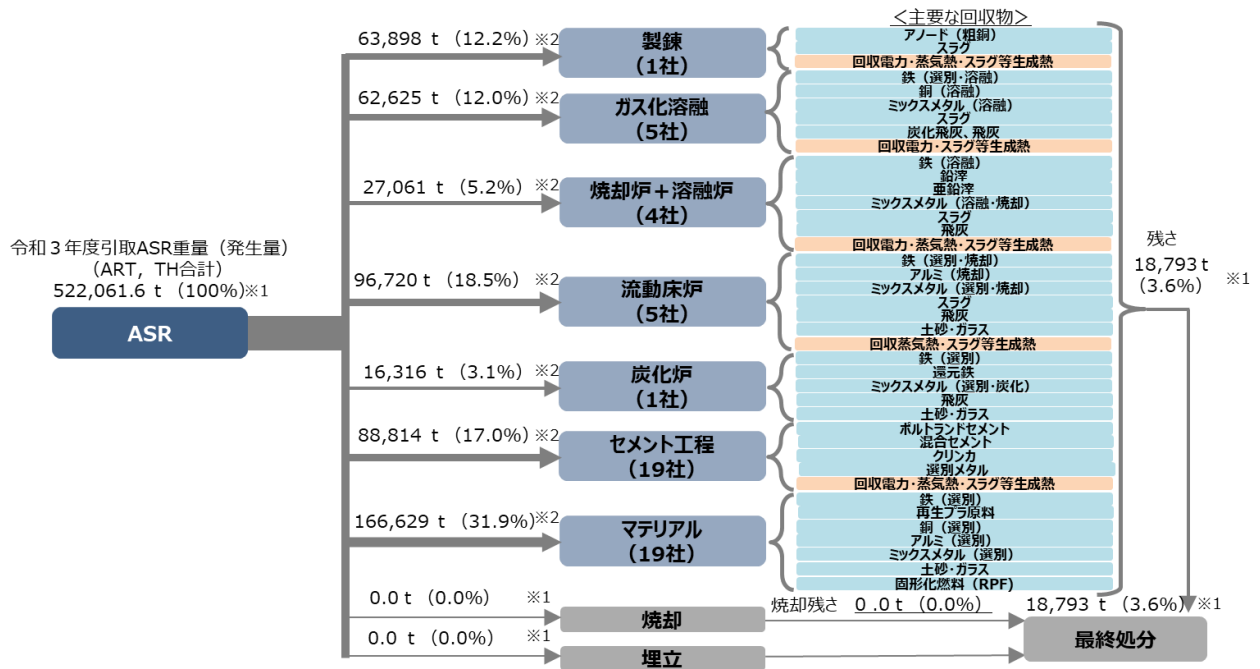 ＜主要な回収物＞
63,898 t （12.2%）※2
製錬
（1社）
アノード（粗銅）
スラグ
回収電力・蒸気熱・スラグ等生成熱
62,625 t （12.0%）※2
ガス化溶融
（5社）
鉄（選別・溶融）
銅（溶融）
ミックスメタル（溶融）
スラグ
炭化飛灰、飛灰
回収電力・スラグ等生成熱
27,061 t （5.2%）※2
焼却炉＋溶融炉
（4社）
鉄（溶融）
鉛滓
亜鉛滓
ミックスメタル（溶融・焼却）
スラグ
飛灰
回収電力・蒸気熱・スラグ等生成熱
令和３年度引取ASR重量（発生量）
（ART，TH合計）
522,061.6 t （100%）※1
ASR
96,720 t （18.5%）※2
流動床炉
（5社）
鉄（選別・焼却）
アルミ（焼却）
ミックスメタル（選別・焼却）
スラグ
飛灰
土砂・ガラス
回収蒸気熱・スラグ等生成熱
残さ
18,793 t
（3.6%）
※1
16,316 t （3.1%）※2
炭化炉
（1社）
鉄（選別）
還元鉄
ミックスメタル（選別・炭化）
飛灰
土砂・ガラス
88,814 t （17.0%）※2
セメント工程
（19社）
ポルトランドセメント
混合セメント
クリンカ
選別メタル
回収電力・蒸気熱・スラグ等生成熱
166,629 t （31.9%）※2
マテリアル
（19社）
鉄（選別）
再生プラ原料
銅（選別）
アルミ（選別）
ミックスメタル（選別）
土砂・ガラス
固形化燃料（RPF）
0.0 t （0.0%） ※1
焼却
焼却残さ 0 .0 t （0.0%）
18,793 t （3.6%）※1
最終処分
0.0 t （0.0%） ※1
埋立